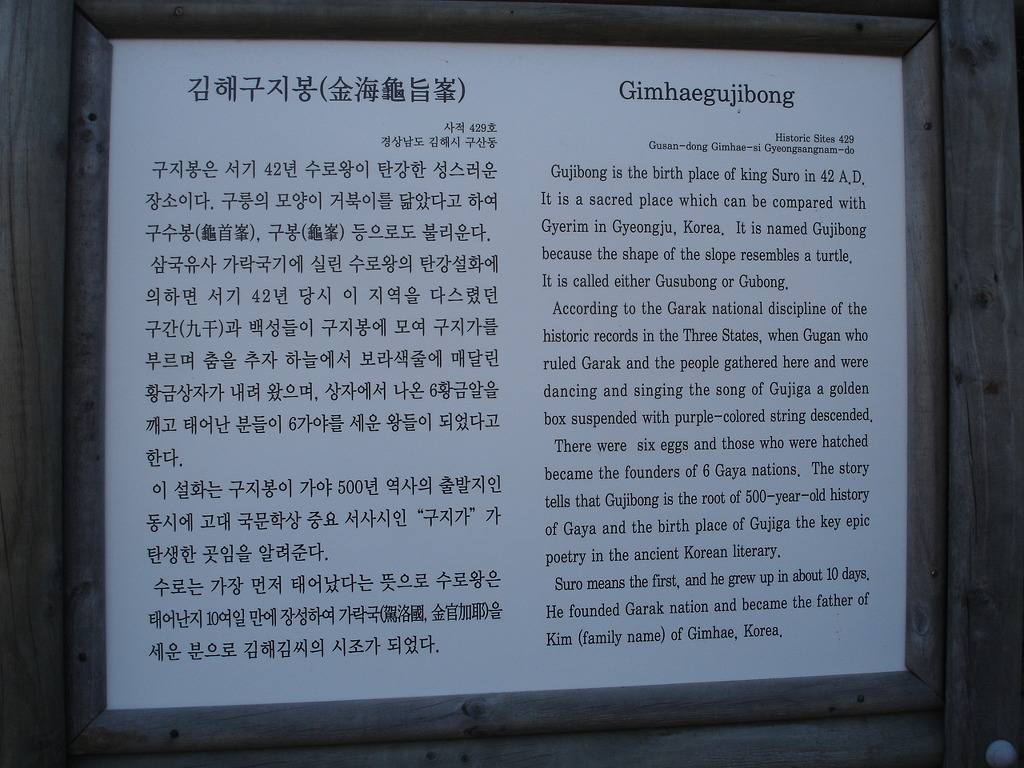 김해구지봉(金海龜旨峯)
사적 429호
경상남도 김해시 구산동
구지봉은 서기 42년 수로왕이 탄강한 성스러운
장소이다. 구릉의 모양이 거북이를 닮았다고 하여
구수봉(龜首峯), 구봉(龜峯) 등으로도 불리운다.
삼국유사 가락국기에 실린 수로왕의 탄강설화에
의하면 서기 42년 당시 이 지역을 다스렸던
구간(九干)과 백성들이 구지봉에 모여 구지가를
부르며 춤을 추자 하늘에서 보라색줄에 매달린
황금상자가 내려 왔으며, 상자에서 나온 6황금알을
깨고 태어난 분들이 6가야를 세운 왕들이 되었다고
한다.
이 설화는 구지봉이 가야 500년 역사의 출발지인
동시에 고대 국문학상 중요 서사시인 “구지가”가
탄생한 곳임을 알려준다.
수로는 가장 먼저 태어났다는 뜻으로 수로왕은
태어난지 10여일 만에 장성하여 가락국(駕洛國, 金官加耶)을
세운 분으로 김해김씨의 시조가 되었다.
Gimhaegujibong
Historic Sites 429
Gusan-dong Gimhae-si Gyeongsangnam-do
Gujibong is the birth place of king Suro in 42 A.D.
It is a sacred place which can be compared with
Gyerim in Gyeongju, Korea. It is named Gujibong
because the shape of the slope resembles a turtle.
It is called either Gusubong or Gubong.
According to the Garak national discipline of the
historic records in the Three States, when Gugan who
ruled Garak and the people gathered here and were
dancing and singing the song of Gujiga a golden
box suspended with purple-colored string descended.
There were six eggs and those who were hatched
became the founders of 6 Gaya nations. The story
tells that Gujibong is the root of 500-year-old history
of Gaya and the birth place of Gujiga the key epic
poetry in the ancient Korean literary.
Suro means the first, and he grew up in about 10 days.
He founded Garak nation and became the father of
Kim (family name) of Gimhae, Korea.